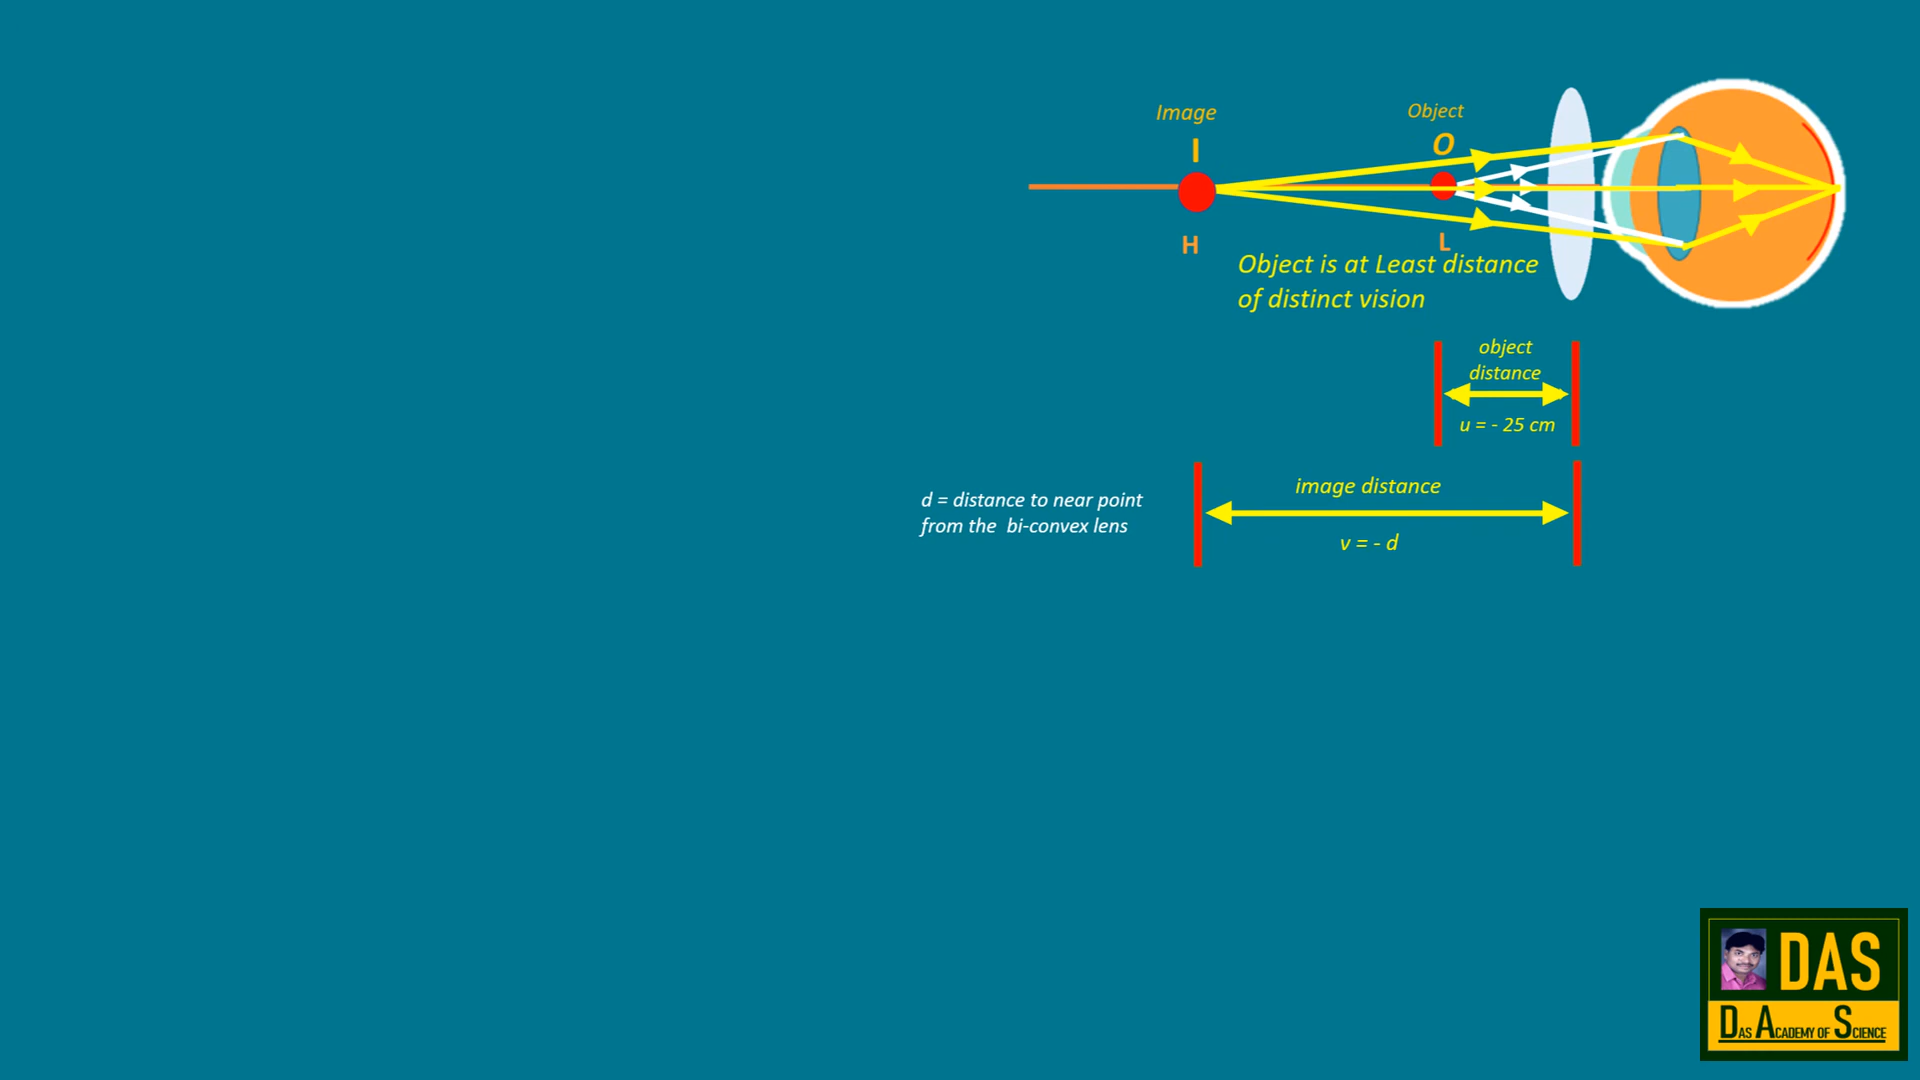 Image
Object
I
O
H
L
Object is at Least distance
of distinct vision
object
distance
u = - 25 cm
image distance
d = distance to near point
from the bi-convex lens
v = - d
DAS
DAS ACADEMY OF SCIENCE